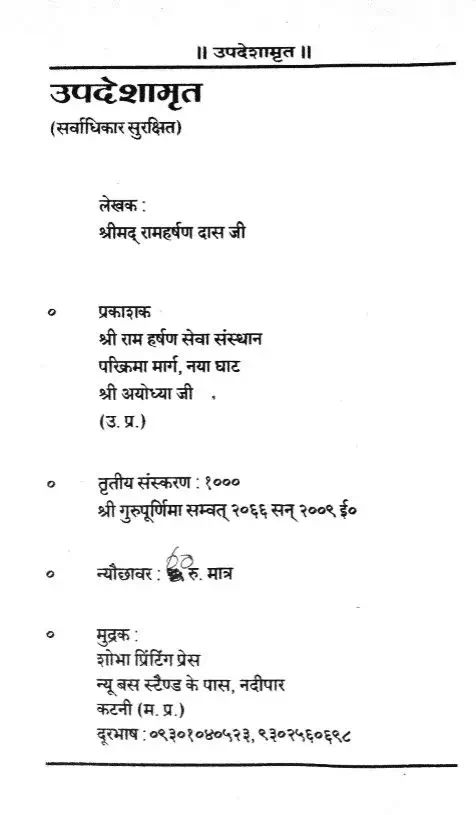 ॥ उपदेशामृत ॥
उपदेशामृत
(सर्वाधिकार सुरक्षित)
लेखक :
श्रीमद् रामहर्षण दास जी
प्रकाशक
श्री राम हर्षण सेवा संस्थान
परिक्रमा मार्ग, नया घाट
श्री अयोध्या जी
(उ. प्र.)
तृतीय संस्करण : १०००
श्री गुरुपूर्णिमा सम्वत् २०६६ सन् २००९ ई०
न्यौछावर : 60 रु. मात्र
मुद्रक :
शोभा प्रिंटिंग प्रेस
न्यू बस स्टैण्ड के पास, नदीपार
कटनी (म. प्र.)
दूरभाष : ०९३०१०४०५२३, ९३०२५६०६९८